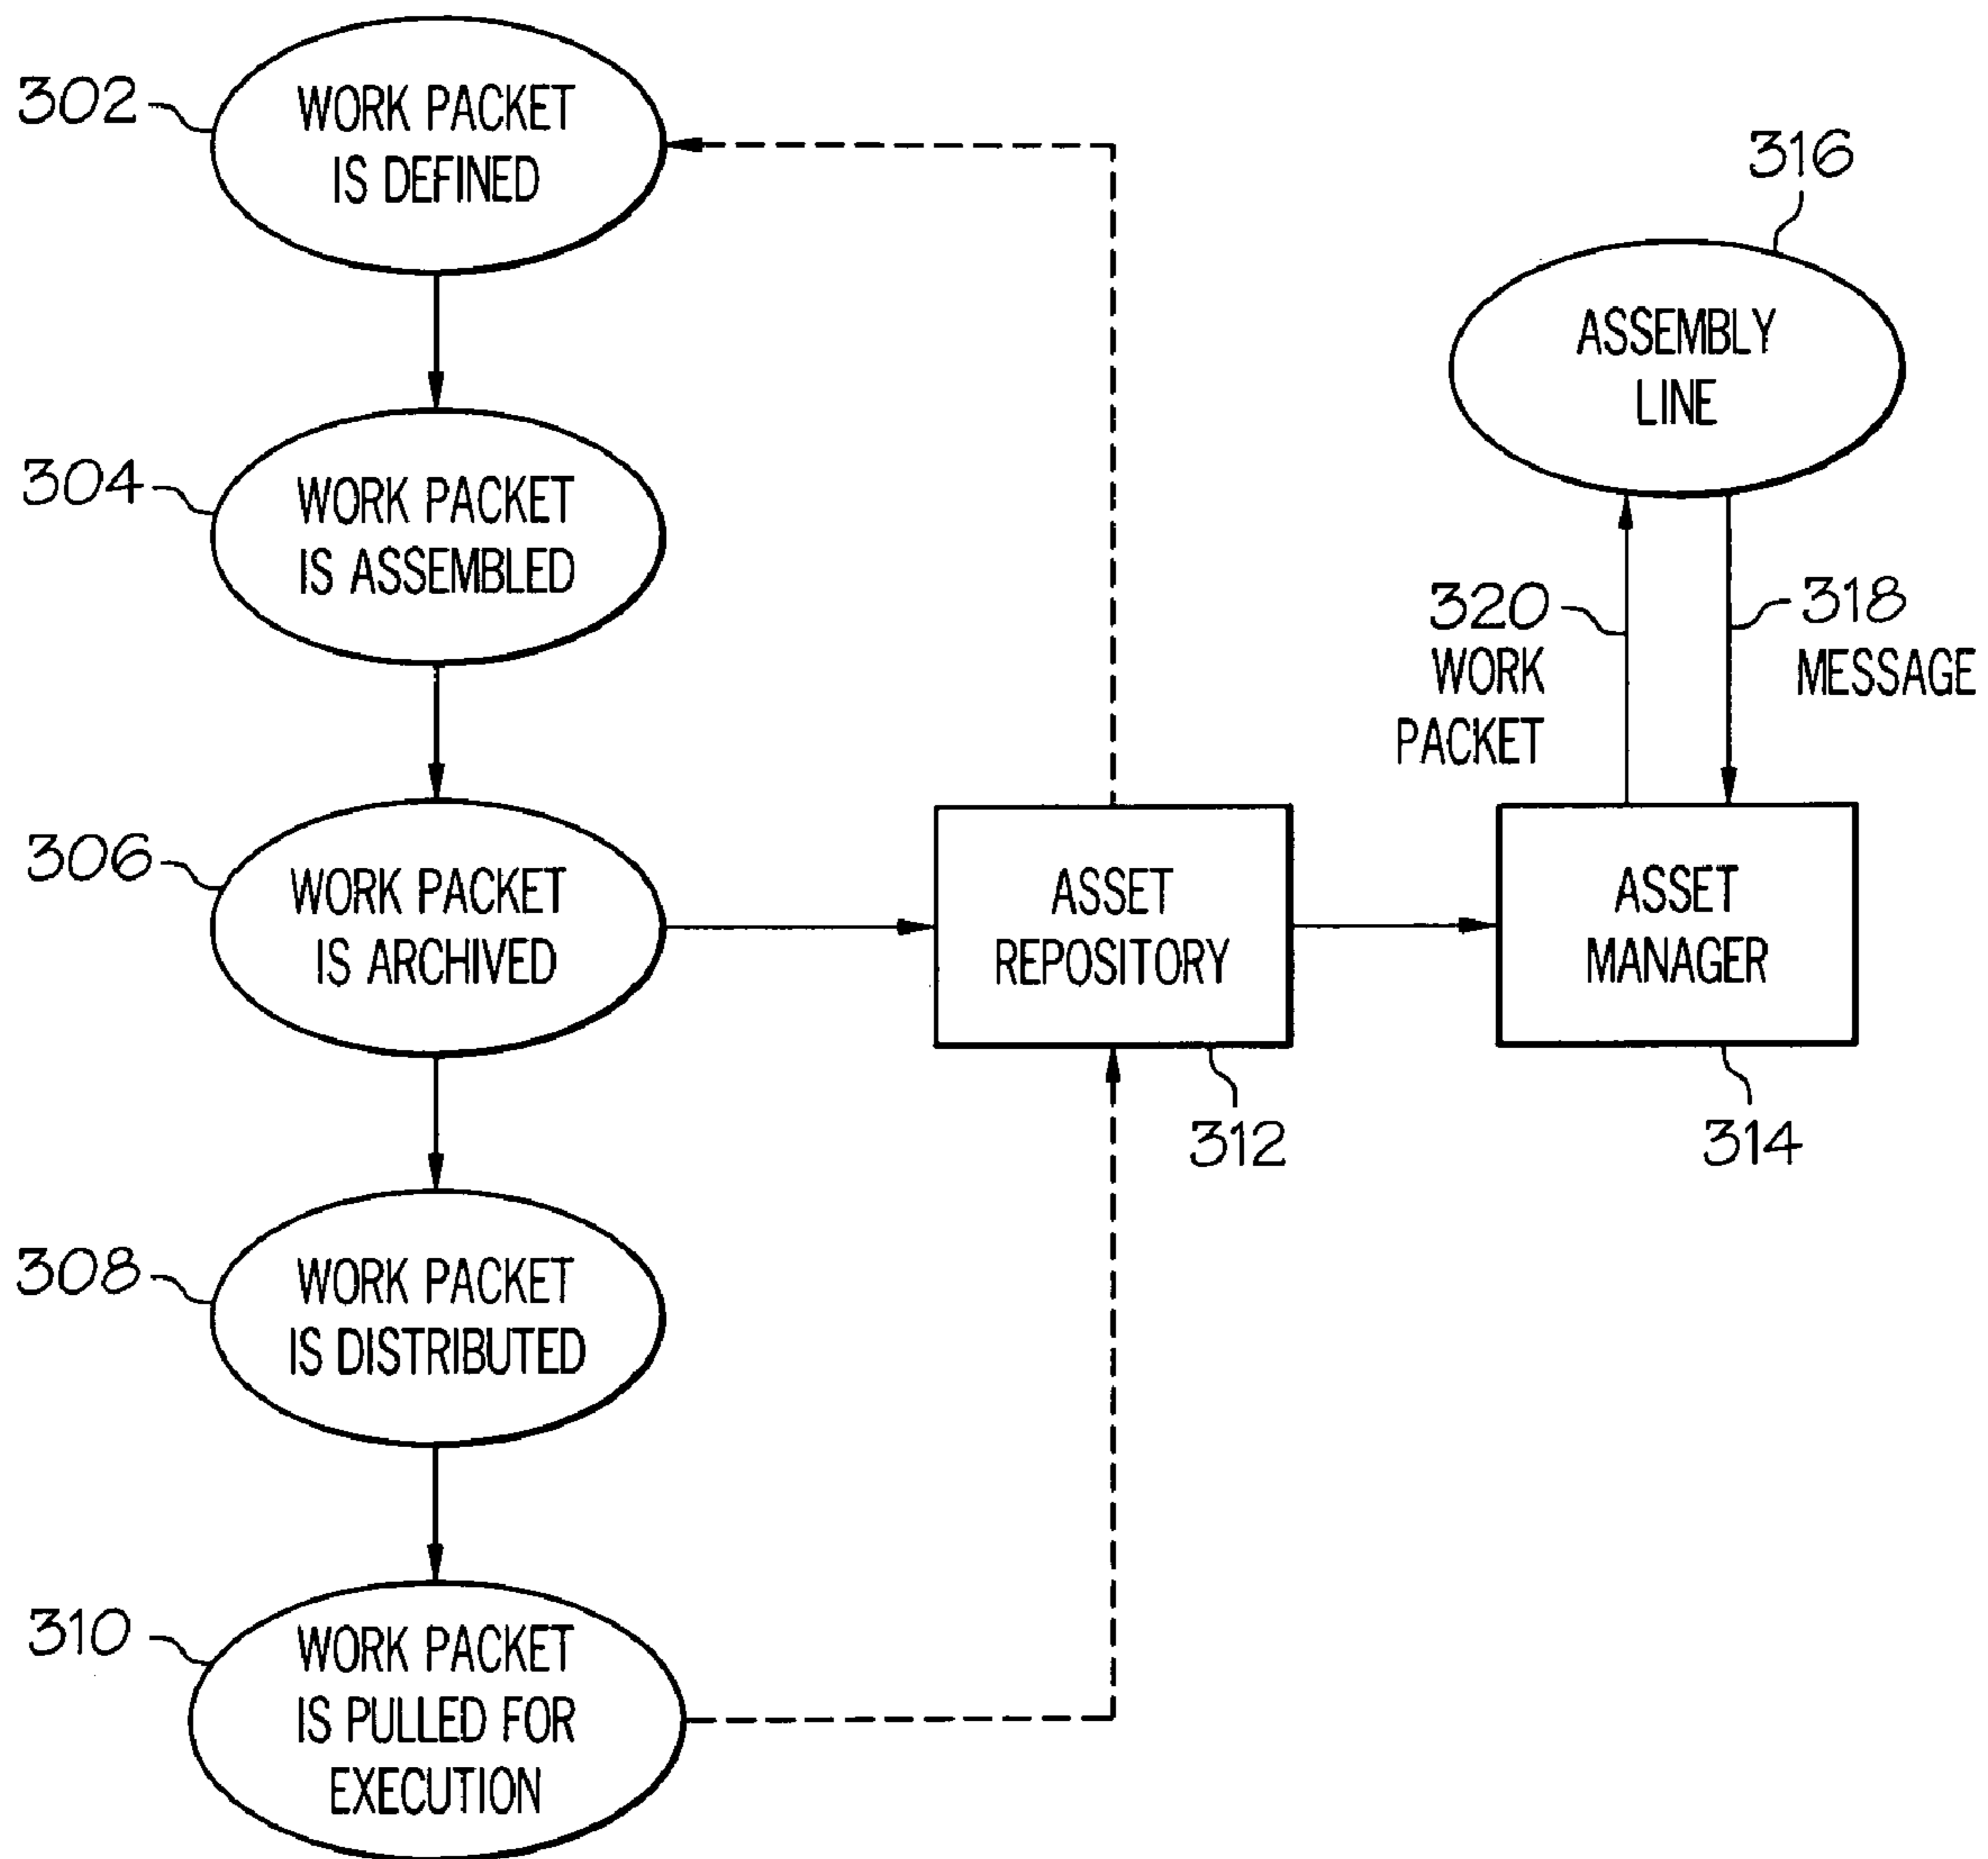 302
WORK PACKET
IS DEFINED
304
WORK PACKET
IS ASSEMBLED
306
WORK PACKET
IS ARCHIVED
308
WORK PACKET
IS DISTRIBUTED
310
WORK PACKET
IS PULLED FOR
EXECUTION
ASSET
REPOSITORY
312
316
ASSEMBLY
LINE
320
WORK
PACKET
318
MESSAGE
ASSET
MANAGER
314